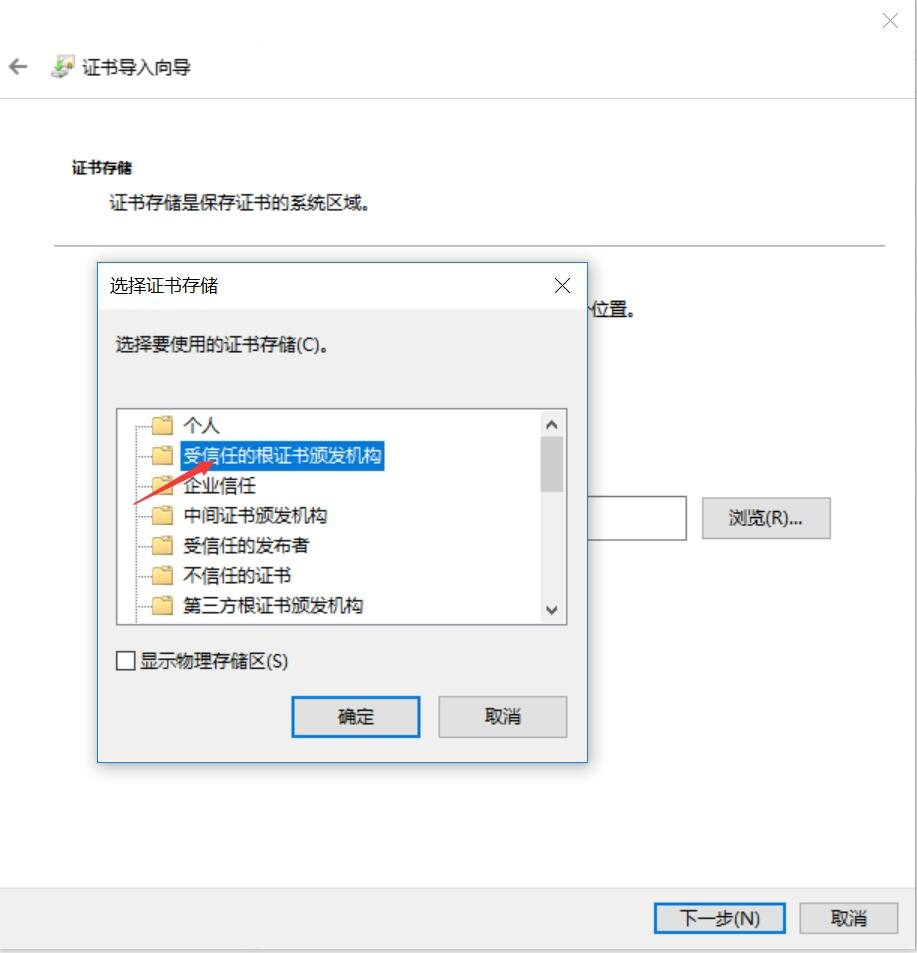 证书导入向导
证书存储
证书存储是保存证书的系统区域。
选择证书存储
位置。
选择要使用的证书存储(C)。
个人
受信任的根证书颁发机构
企业信任
中间证书颁发机构
浏览(R)...
受信任的发布者
不信任的证书
第三方根证书颁发机构
显示物理存储区(S)
确定
取消
下一步(N)
取消